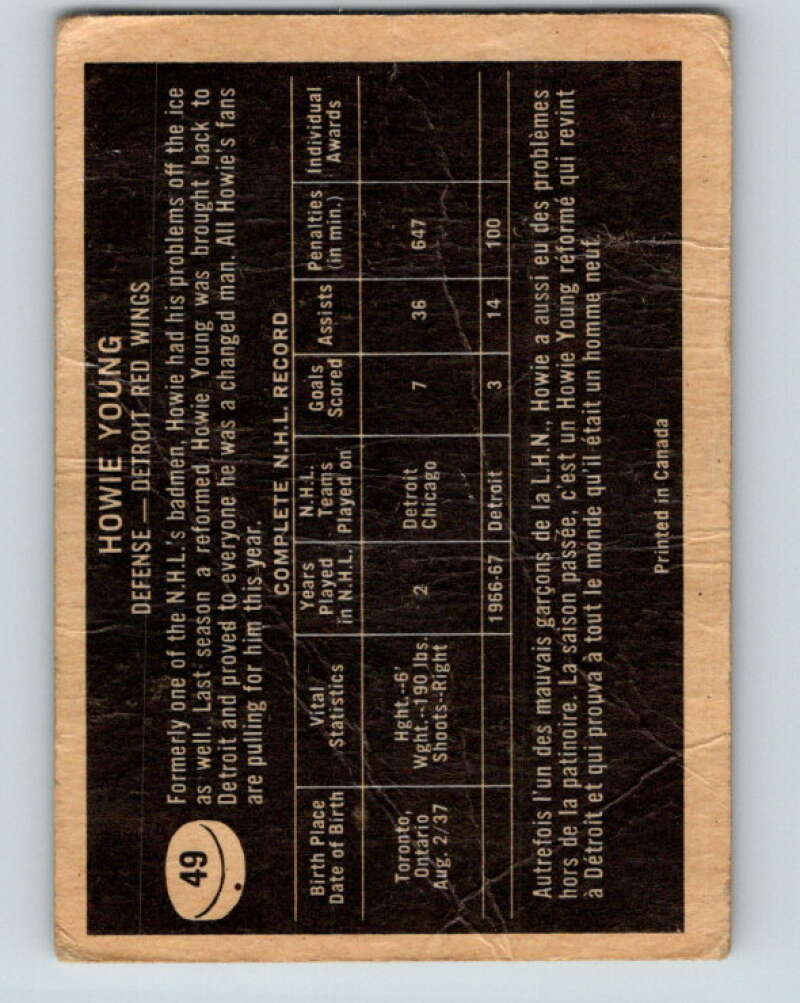 49
HOWIE YOUNG
DEFENSE — DETROIT RED WINGS
Formerly one of the N.H.L.'s badmen, Howie had his problems off the ice
as well. Last season a reformed Howie Young was brought back to
Detroit and proved to everyone he was a changed man. All Howie's fans
are pulling for him this year.
COMPLETE N.H.L. RECORD
Birth Place Date of Birth | Vital Statistics | Years Played in N.H.L. | N.H.L. Teams Played on | Goals Scored | Assists | Penalties (in min.) | Individual Awards
Toronto, Ontario Aug. 2/37 | Hght.--6' Wght.--190 lbs. Shoots--Right | 2 | Detroit Chicago | 7 | 36 | 647
1966-67 | Detroit | 3 | 14 | 100
Autrefois l'un des mauvais garçons de la L.H.N., Howie a aussi eu des problèmes
hors de la patinoire. La saison passée, c'est un Howie Young réformé qui revint
à Détroit et qui prouva à tout le monde qu'il était un homme neuf.
Printed in Canada